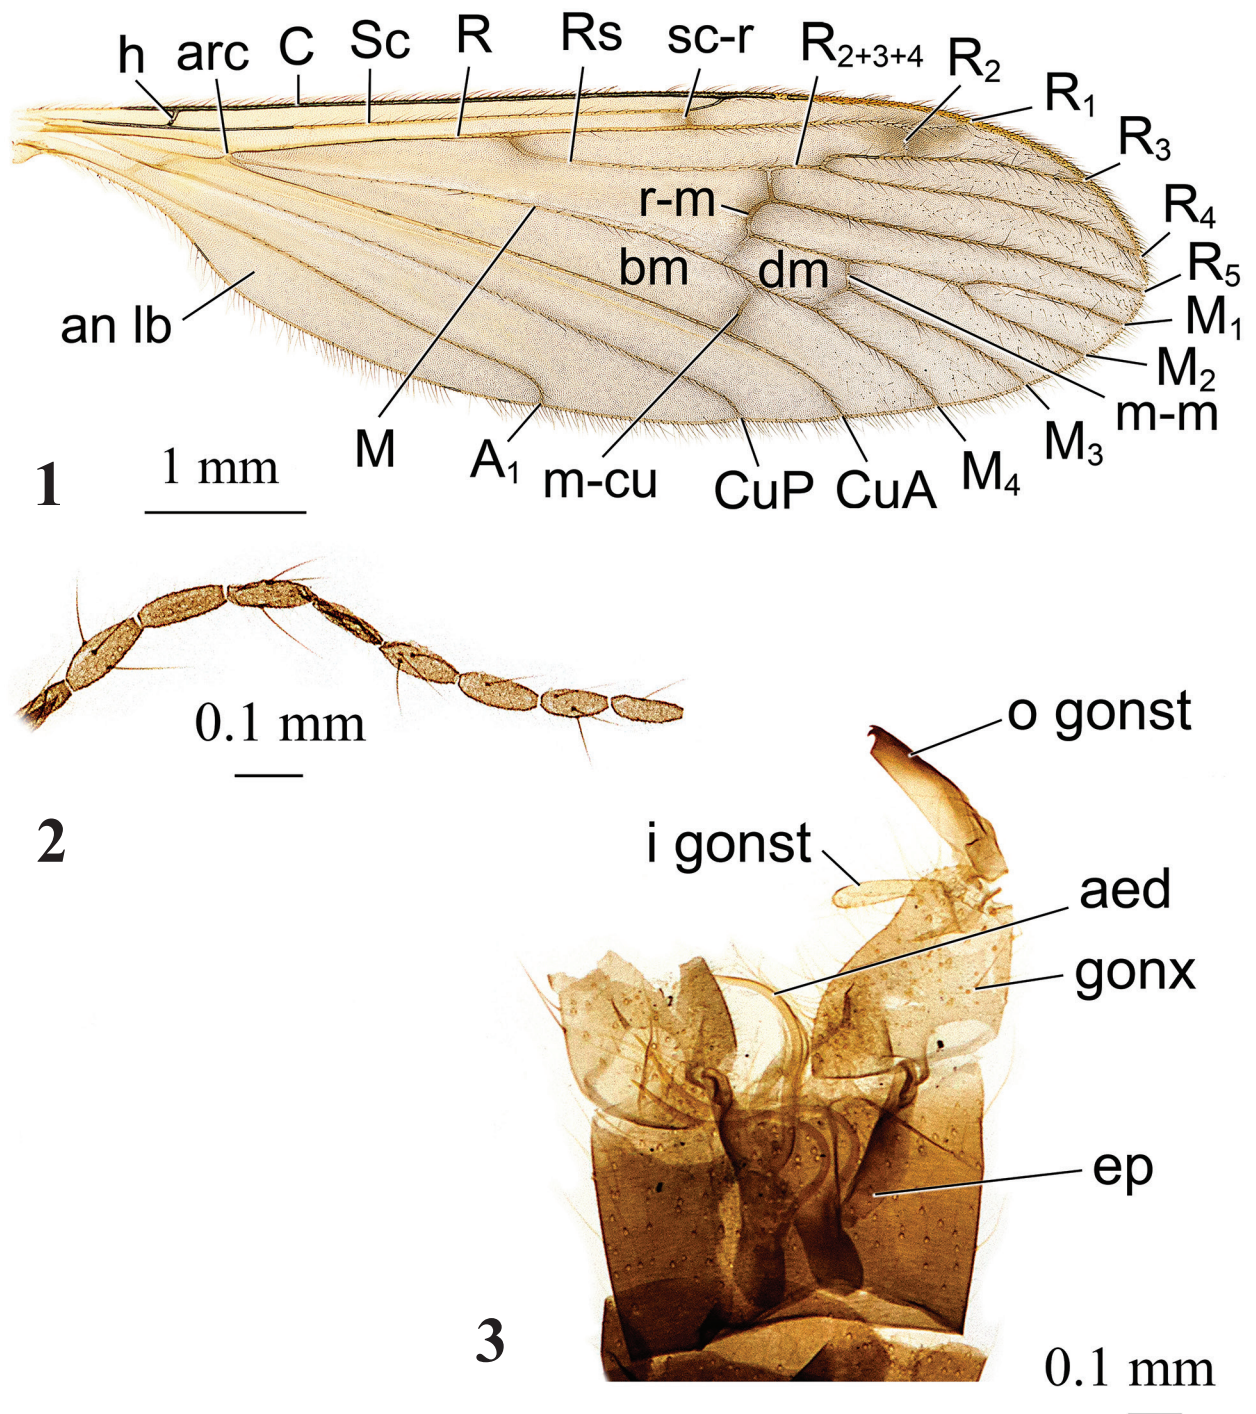 h arc C Sc R Rs sc-r R2+3+4 R2 R1
R3
r-m R4
bm dm R5
an lb M1
M2
m-m
M A1 m-cu CuP CuA M4 M3
1 1 mm
0.1 mm
2
o gonst
i gonst
aed
gonx
ep
3
0.1 mm